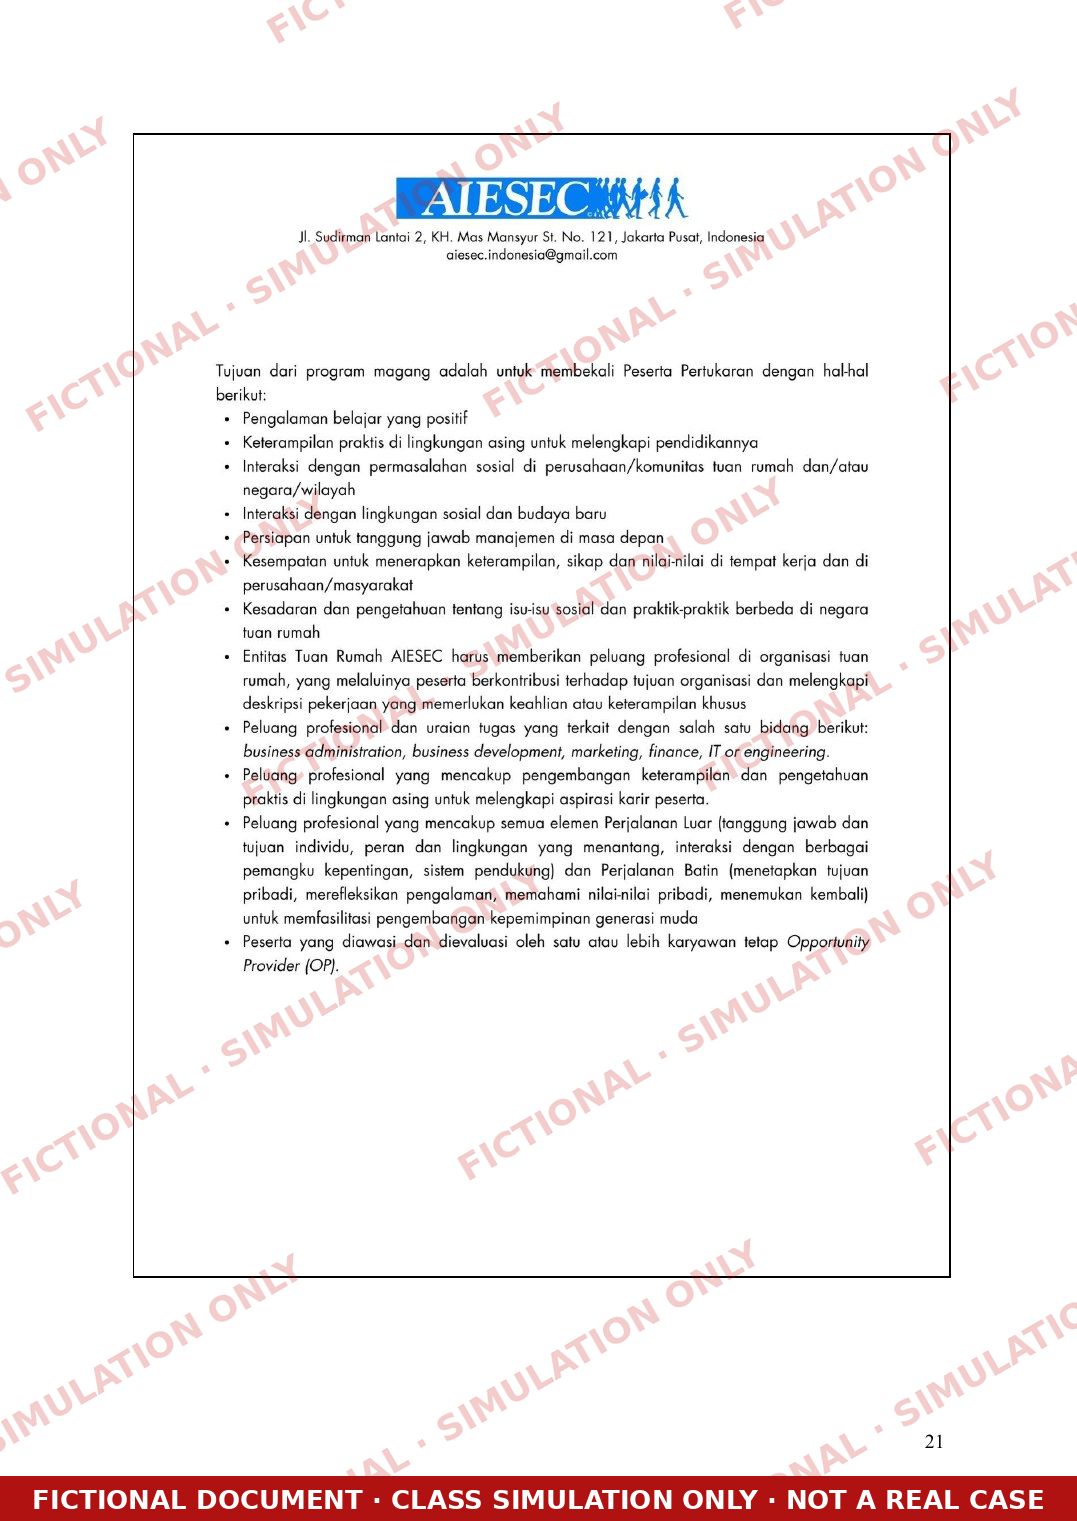 AIESEC
Jl. Sudirman Lantai 2, KH. Mas Mansyur St. No. 121, Jakarta Pusat, Indonesia
aiesec.indonesia@gmail.com
Tujuan dari program magang adalah untuk membekali Peserta Pertukaran dengan hal-hal
berikut:
• Pengalaman belajar yang positif
• Keterampilan praktis di lingkungan asing untuk melengkapi pendidikannya
• Interaksi dengan permasalahan sosial di perusahaan/komunitas tuan rumah dan/atau
negara/wilayah
• Interaksi dengan lingkungan sosial dan budaya baru
• Persiapan untuk tanggung jawab manajemen di masa depan
• Kesempatan untuk menerapkan keterampilan, sikap dan nilai-nilai di tempat kerja dan di
perusahaan/masyarakat
• Kesadaran dan pengetahuan tentang isu-isu sosial dan praktik-praktik berbeda di negara
tuan rumah
• Entitas Tuan Rumah AIESEC harus memberikan peluang profesional di organisasi tuan
rumah, yang melaluinya peserta berkontribusi terhadap tujuan organisasi dan melengkapi
deskripsi pekerjaan yang memerlukan keahlian atau keterampilan khusus
• Peluang profesional dan uraian tugas yang terkait dengan salah satu bidang berikut:
business administration, business development, marketing, finance, IT or engineering.
• Peluang profesional yang mencakup pengembangan keterampilan dan pengetahuan
praktis di lingkungan asing untuk melengkapi aspirasi karir peserta.
• Peluang profesional yang mencakup semua elemen Perjalanan Luar (tanggung jawab dan
tujuan individu, peran dan lingkungan yang menantang, interaksi dengan berbagai
pemangku kepentingan, sistem pendukung) dan Perjalanan Batin (menetapkan tujuan
pribadi, merefleksikan pengalaman, memahami nilai-nilai pribadi, menemukan kembali)
untuk memfasilitasi pengembangan kepemimpinan generasi muda
• Peserta yang diawasi dan dievaluasi oleh satu atau lebih karyawan tetap Opportunity
Provider (OP).
21
FICTIONAL · SIMULATION ONLY
FICTIONAL DOCUMENT · CLASS SIMULATION ONLY · NOT A REAL CASE